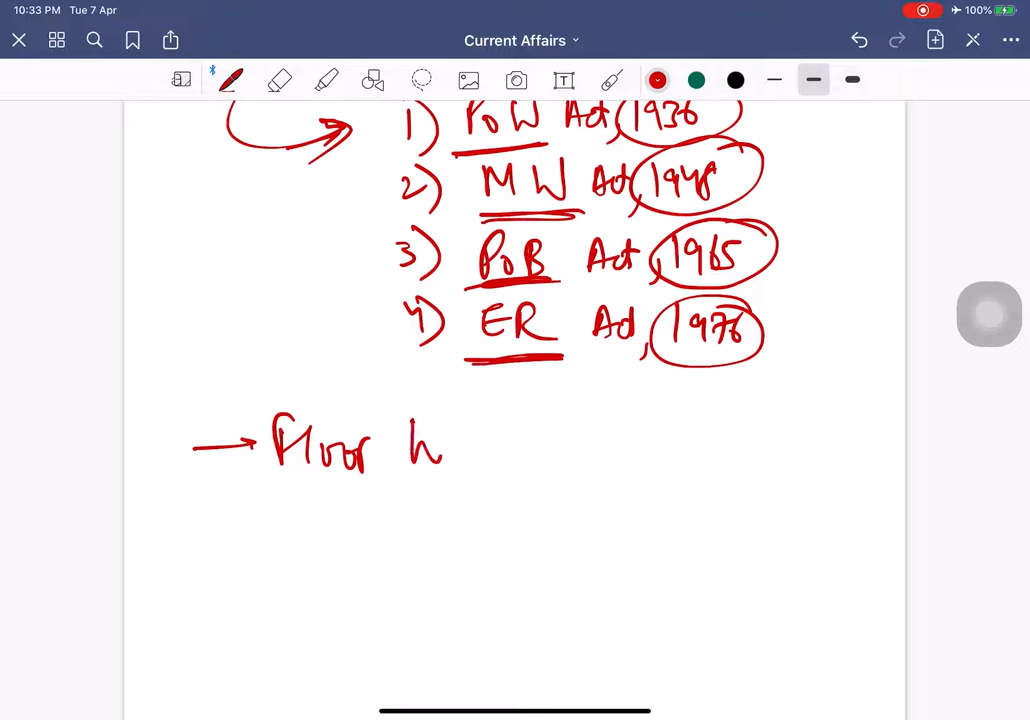 10:33 PM Tue 7 Apr 100%
Current Affairs
T
1) PoW Act, 1936
2) MW Act, 1948
3) PoB Act, 1965
4) ER Act, 1976
→ Floor